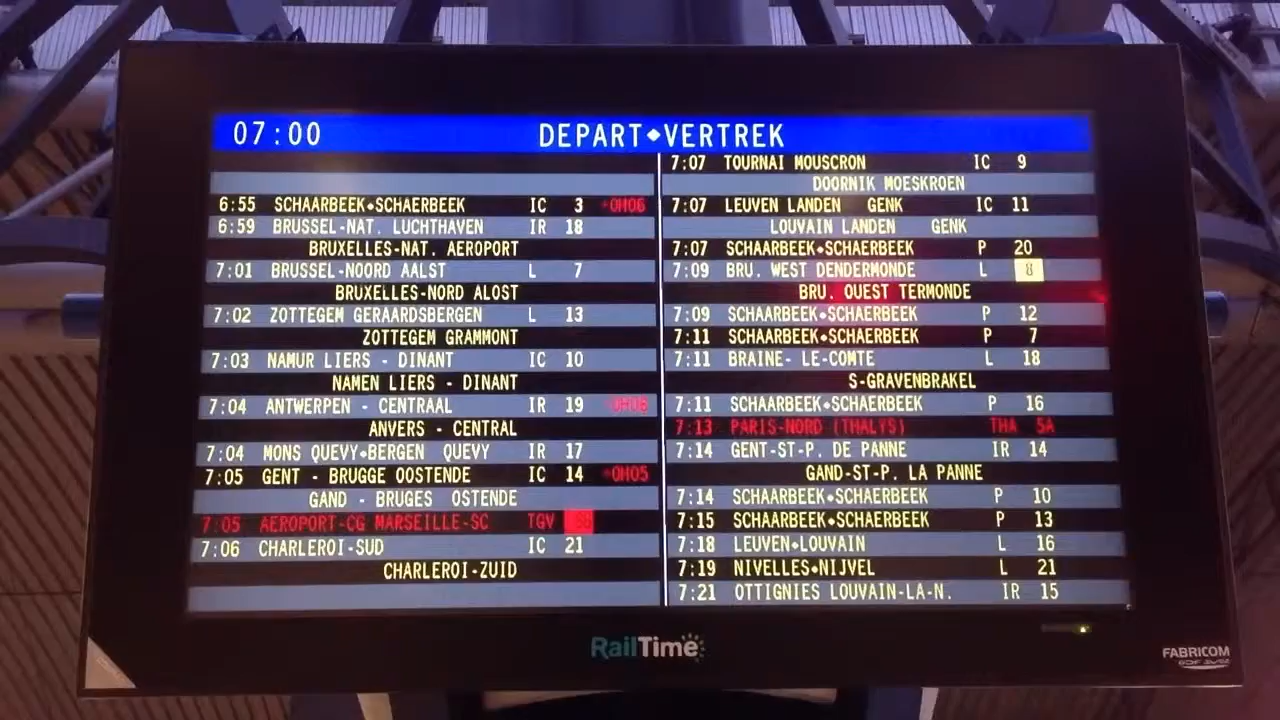 07:00 DEPART◆VERTREK
6:55 SCHAARBEEK◆SCHAERBEEK IC 3 +0H06
6:59 BRUSSEL-NAT. LUCHTHAVEN IR 18
BRUXELLES-NAT. AEROPORT
7:01 BRUSSEL-NOORD AALST L 7
BRUXELLES-NORD ALOST
7:02 ZOTTEGEM GERAARDSBERGEN L 13
ZOTTEGEM GRAMMONT
7:03 NAMUR LIERS - DINANT IC 10
NAMEN LIERS - DINANT
7:04 ANTWERPEN - CENTRAAL IR 19
ANVERS - CENTRAL
7:04 MONS QUEVY◆BERGEN QUEVY IR 17
7:05 GENT - BRUGGE OOSTENDE IC 14 +0H05
GAND - BRUGES OSTENDE
7:05 AEROPORT-CG MARSEILLE-SC TGV
7:06 CHARLEROI-SUD IC 21
CHARLEROI-ZUID
7:07 TOURNAI MOUSCRON IC 9
DOORNIK MOESKROEN
7:07 LEUVEN LANDEN GENK IC 11
LOUVAIN LANDEN GENK
7:07 SCHAARBEEK◆SCHAERBEEK P 20
7:09 BRU. WEST DENDERMONDE L 8
BRU. OUEST TERMONDE
7:09 SCHAARBEEK◆SCHAERBEEK P 12
7:11 SCHAARBEEK◆SCHAERBEEK P 7
7:11 BRAINE- LE-COMTE L 18
S-GRAVENBRAKEL
7:11 SCHAARBEEK◆SCHAERBEEK P 16
7:13 PARIS-NORD (THALYS) THA 5A
7:14 GENT-ST-P. DE PANNE IR 14
GAND-ST-P. LA PANNE
7:14 SCHAARBEEK◆SCHAERBEEK P 10
7:15 SCHAARBEEK◆SCHAERBEEK P 13
7:18 LEUVEN◆LOUVAIN L 16
7:19 NIVELLES◆NIJVEL L 21
7:21 OTTIGNIES LOUVAIN-LA-N. IR 15
RailTime
FABRICOM
GDF SUEZ